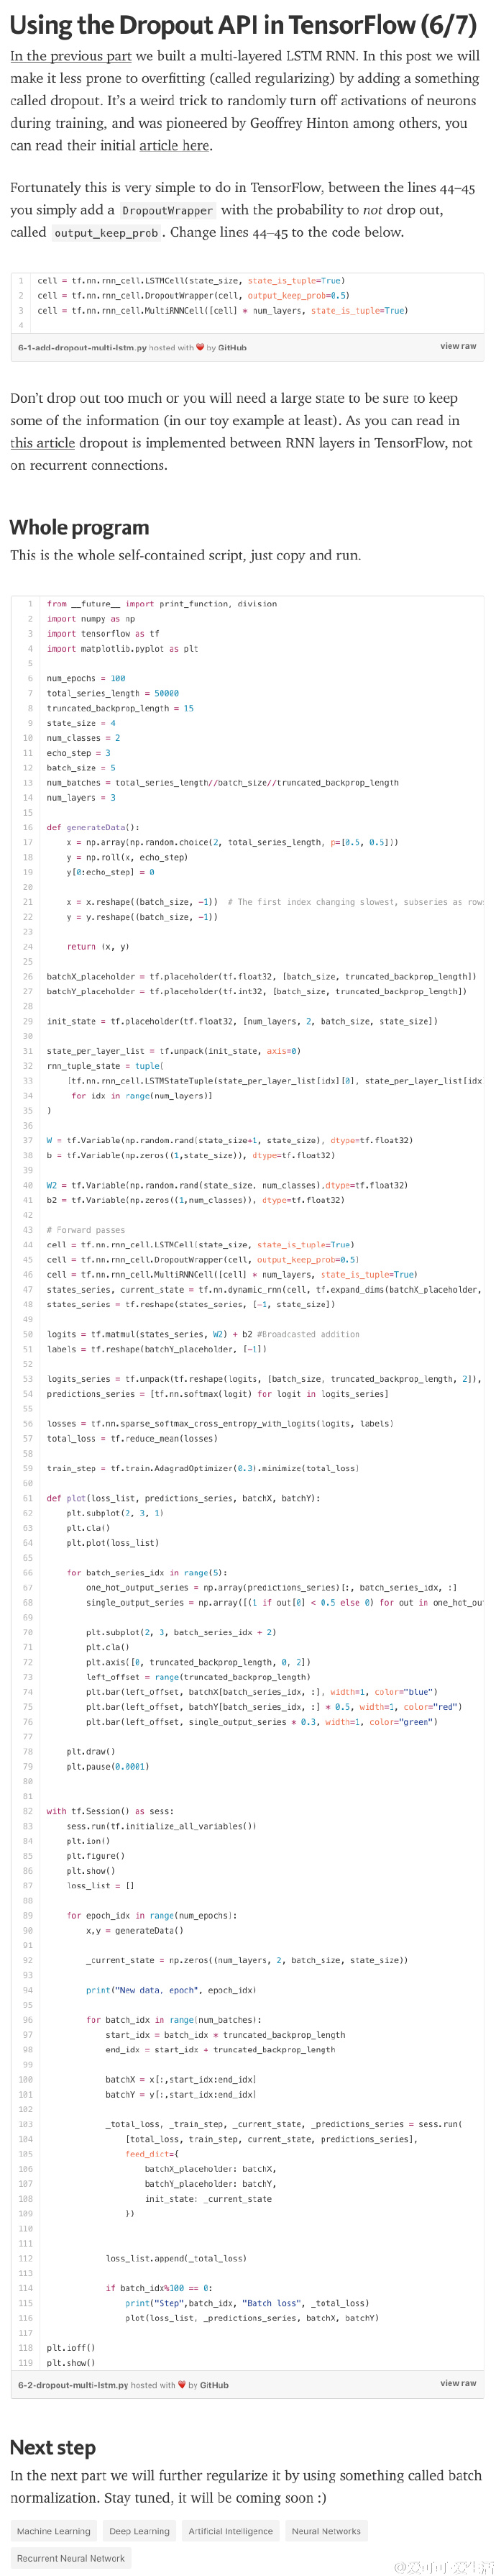 Using the Dropout API in TensorFlow (6/7)
In the previous part we built a multi-layered LSTM RNN. In this post we will
make it less prone to overfitting (called regularizing) by adding a something
called dropout. It's a weird trick to randomly turn off activations of neurons
during training, and was pioneered by Geoffrey Hinton among others, you
can read their initial article here.
Fortunately this is very simple to do in TensorFlow, between the lines 44–45
you simply add a DropoutWrapper with the probability to not drop out,
called output_keep_prob. Change lines 44–45 to the code below.
1 cell = tf.nn.rnn_cell.LSTMCell(state_size, state_is_tuple=True)
2 cell = tf.nn.rnn_cell.DropoutWrapper(cell, output_keep_prob=0.5)
3 cell = tf.nn.rnn_cell.MultiRNNCell([cell] * num_layers, state_is_tuple=True)
4
6-1-add-dropout-multi-lstm.py hosted with ❤ by GitHub view raw
Don't drop out too much or you will need a large state to be sure to keep
some of the information (in our toy example at least). As you can read in
this article dropout is implemented between RNN layers in TensorFlow, not
on recurrent connections.
Whole program
This is the whole self-contained script, just copy and run.
1 from __future__ import print_function, division
2 import numpy as np
3 import tensorflow as tf
4 import matplotlib.pyplot as plt
5
6 num_epochs = 100
7 total_series_length = 50000
8 truncated_backprop_length = 15
9 state_size = 4
10 num_classes = 2
11 echo_step = 3
12 batch_size = 5
13 num_batches = total_series_length//batch_size//truncated_backprop_length
14 num_layers = 3
15
16 def generateData():
17 x = np.array(np.random.choice(2, total_series_length, p=[0.5, 0.5]))
18 y = np.roll(x, echo_step)
19 y[0:echo_step] = 0
20
21 x = x.reshape((batch_size, -1)) # The first index changing slowest, subseries as rows
22 y = y.reshape((batch_size, -1))
23
24 return (x, y)
25
26 batchX_placeholder = tf.placeholder(tf.float32, [batch_size, truncated_backprop_length])
27 batchY_placeholder = tf.placeholder(tf.int32, [batch_size, truncated_backprop_length])
28
29 init_state = tf.placeholder(tf.float32, [num_layers, 2, batch_size, state_size])
30
31 state_per_layer_list = tf.unpack(init_state, axis=0)
32 rnn_tuple_state = tuple(
33 [tf.nn.rnn_cell.LSTMStateTuple(state_per_layer_list[idx][0], state_per_layer_list[idx
34 for idx in range(num_layers)]
35 )
36
37 W = tf.Variable(np.random.rand(state_size+1, state_size), dtype=tf.float32)
38 b = tf.Variable(np.zeros((1,state_size)), dtype=tf.float32)
39
40 W2 = tf.Variable(np.random.rand(state_size, num_classes),dtype=tf.float32)
41 b2 = tf.Variable(np.zeros((1,num_classes)), dtype=tf.float32)
42
43 # Forward passes
44 cell = tf.nn.rnn_cell.LSTMCell(state_size, state_is_tuple=True)
45 cell = tf.nn.rnn_cell.DropoutWrapper(cell, output_keep_prob=0.5)
46 cell = tf.nn.rnn_cell.MultiRNNCell([cell] * num_layers, state_is_tuple=True)
47 states_series, current_state = tf.nn.dynamic_rnn(cell, tf.expand_dims(batchX_placeholder,
48 states_series = tf.reshape(states_series, [-1, state_size])
49
50 logits = tf.matmul(states_series, W2) + b2 #Broadcasted addition
51 labels = tf.reshape(batchY_placeholder, [-1])
52
53 logits_series = tf.unpack(tf.reshape(logits, [batch_size, truncated_backprop_length, 2]),
54 predictions_series = [tf.nn.softmax(logit) for logit in logits_series]
55
56 losses = tf.nn.sparse_softmax_cross_entropy_with_logits(logits, labels)
57 total_loss = tf.reduce_mean(losses)
58
59 train_step = tf.train.AdagradOptimizer(0.3).minimize(total_loss)
60
61 def plot(loss_list, predictions_series, batchX, batchY):
62 plt.subplot(2, 3, 1)
63 plt.cla()
64 plt.plot(loss_list)
65
66 for batch_series_idx in range(5):
67 one_hot_output_series = np.array(predictions_series)[:, batch_series_idx, :]
68 single_output_series = np.array([(1 if out[0] < 0.5 else 0) for out in one_hot_out
69
70 plt.subplot(2, 3, batch_series_idx + 2)
71 plt.cla()
72 plt.axis([0, truncated_backprop_length, 0, 2])
73 left_offset = range(truncated_backprop_length)
74 plt.bar(left_offset, batchX[batch_series_idx, :], width=1, color="blue")
75 plt.bar(left_offset, batchY[batch_series_idx, :] * 0.5, width=1, color="red")
76 plt.bar(left_offset, single_output_series * 0.3, width=1, color="green")
77
78 plt.draw()
79 plt.pause(0.0001)
80
81
82 with tf.Session() as sess:
83 sess.run(tf.initialize_all_variables())
84 plt.ion()
85 plt.figure()
86 plt.show()
87 loss_list = []
88
89 for epoch_idx in range(num_epochs):
90 x,y = generateData()
91
92 _current_state = np.zeros((num_layers, 2, batch_size, state_size))
93
94 print("New data, epoch", epoch_idx)
95
96 for batch_idx in range(num_batches):
97 start_idx = batch_idx * truncated_backprop_length
98 end_idx = start_idx + truncated_backprop_length
99
100 batchX = x[:,start_idx:end_idx]
101 batchY = y[:,start_idx:end_idx]
102
103 _total_loss, _train_step, _current_state, _predictions_series = sess.run(
104 [total_loss, train_step, current_state, predictions_series],
105 feed_dict={
106 batchX_placeholder: batchX,
107 batchY_placeholder: batchY,
108 init_state: _current_state
109 })
110
111
112 loss_list.append(_total_loss)
113
114 if batch_idx%100 == 0:
115 print("Step",batch_idx, "Batch loss", _total_loss)
116 plot(loss_list, _predictions_series, batchX, batchY)
117
118 plt.ioff()
119 plt.show()
6-2-dropout-multi-lstm.py hosted with ❤ by GitHub view raw
Next step
In the next part we will further regularize it by using something called batch
normalization. Stay tuned, it will be coming soon :)
Machine Learning Deep Learning Artificial Intelligence Neural Networks
Recurrent Neural Network
@爱可可-爱生活